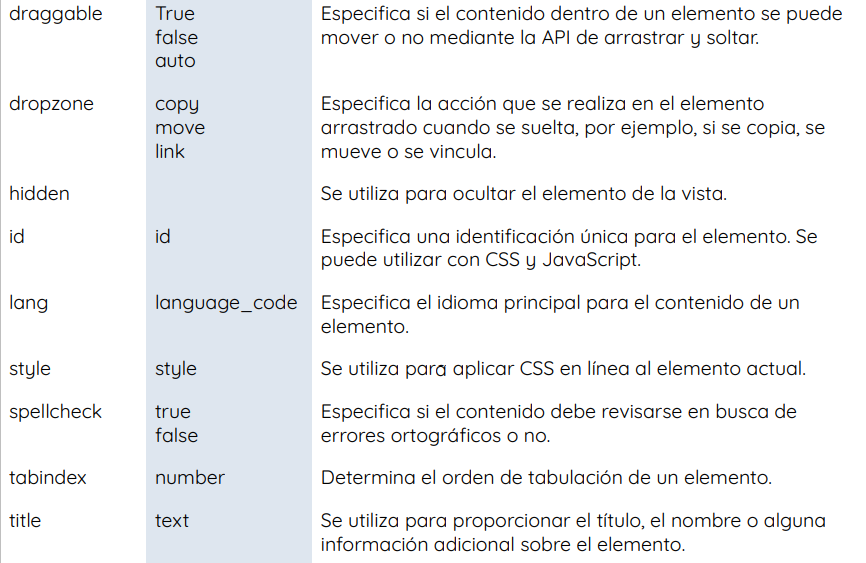 draggable True Especifica si el contenido dentro de un elemento se puede
false mover o no mediante la API de arrastrar y soltar.
auto
dropzone copy Especifica la acción que se realiza en el elemento
move arrastrado cuando se suelta, por ejemplo, si se copia, se
link mueve o se vincula.
hidden Se utiliza para ocultar el elemento de la vista.
id id Especifica una identificación única para el elemento. Se
puede utilizar con CSS y JavaScript.
lang language_code Especifica el idioma principal para el contenido de un
elemento.
style style Se utiliza para aplicar CSS en línea al elemento actual.
spellcheck true Especifica si el contenido debe revisarse en busca de
false errores ortográficos o no.
tabindex number Determina el orden de tabulación de un elemento.
title text Se utiliza para proporcionar el título, el nombre o alguna
información adicional sobre el elemento.